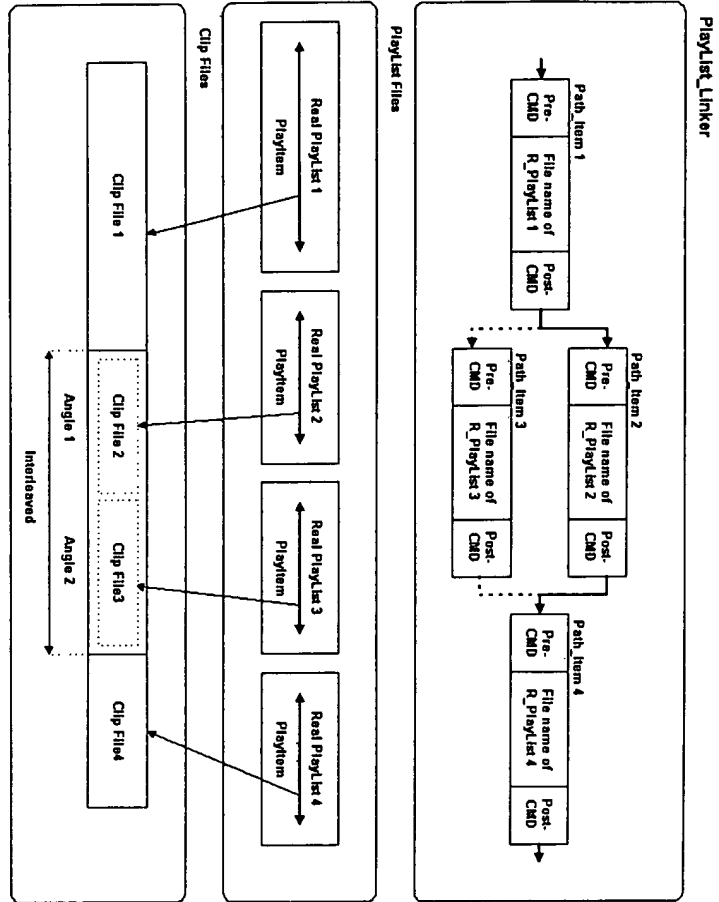 PlayList_Linker
Path_Item 1
Pre-
CMD
File name of
R_PlayList 1
Post-
CMD
Path_Item 2
Pre-
CMD
File name of
R_PlayList 2
Post-
CMD
Path_Item 3
Pre-
CMD
File name of
R_PlayList 3
Post-
CMD
Path_Item 4
Pre-
CMD
File name of
R_PlayList 4
Post-
CMD
PlayList Files
Real PlayList 1
PlayItem
Real PlayList 2
PlayItem
Real PlayList 3
PlayItem
Real PlayList 4
PlayItem
Clip Files
Clip File 1
Clip File 2
Clip File3
Clip File4
Angle 1
Angle 2
Interleaved